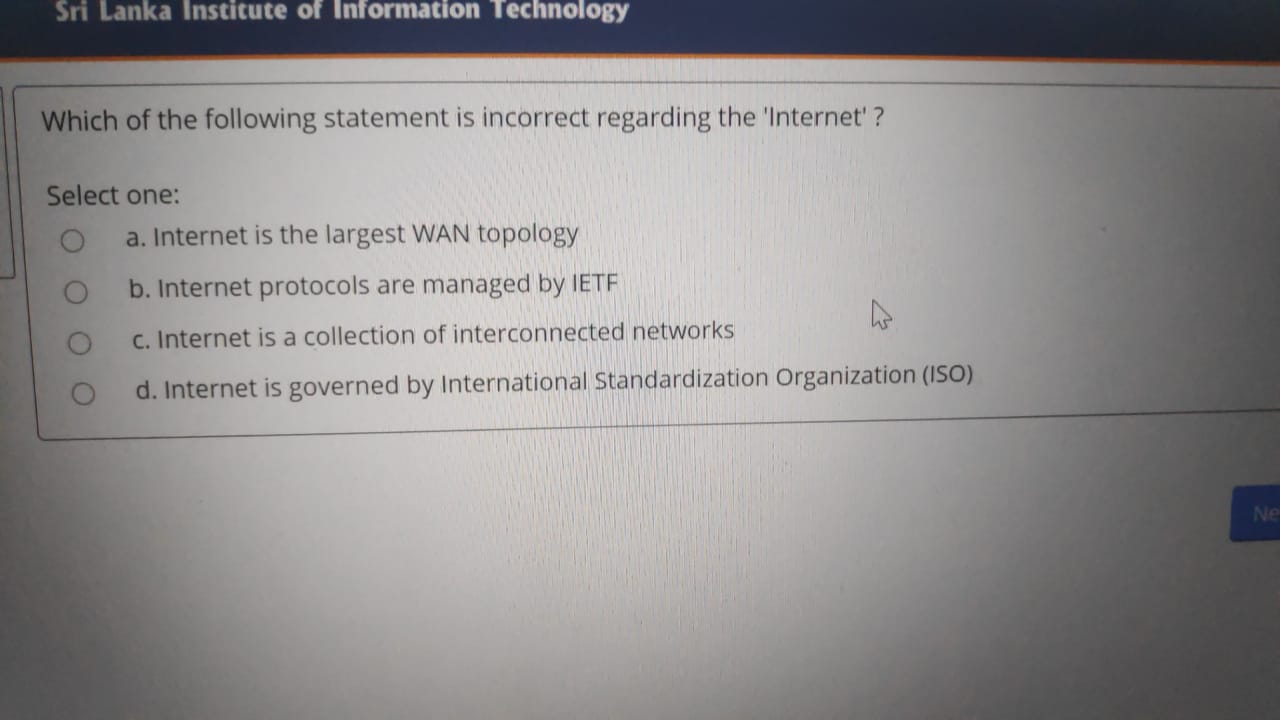 Sri Lanka Institute of Information Technology
Which of the following statement is incorrect regarding the 'Internet' ?
Select one:
a. Internet is the largest WAN topology
b. Internet protocols are managed by IETF
c. Internet is a collection of interconnected networks
d. Internet is governed by International Standardization Organization (ISO)
Ne